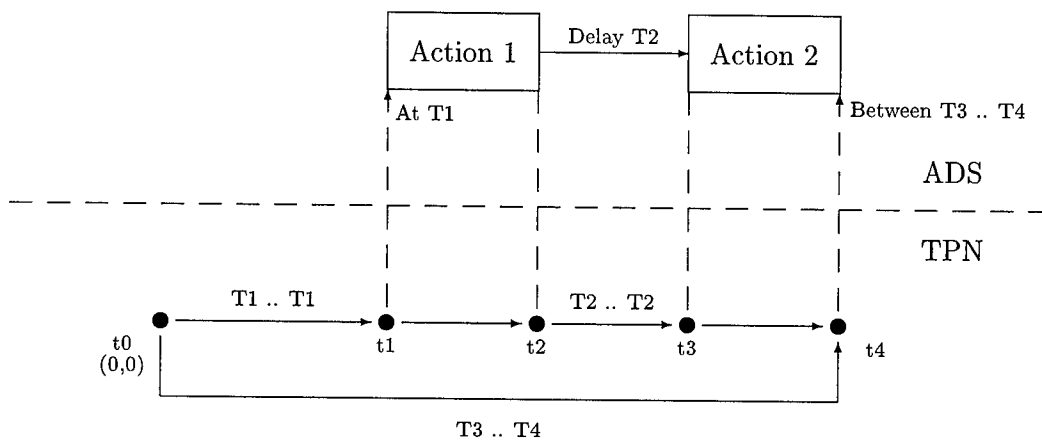 Action 1
Delay T2
Action 2
At T1
Between T3 .. T4
ADS
TPN
T1 .. T1
T2 .. T2
t0
(0,0)
t1
t2
t3
t4
T3 .. T4